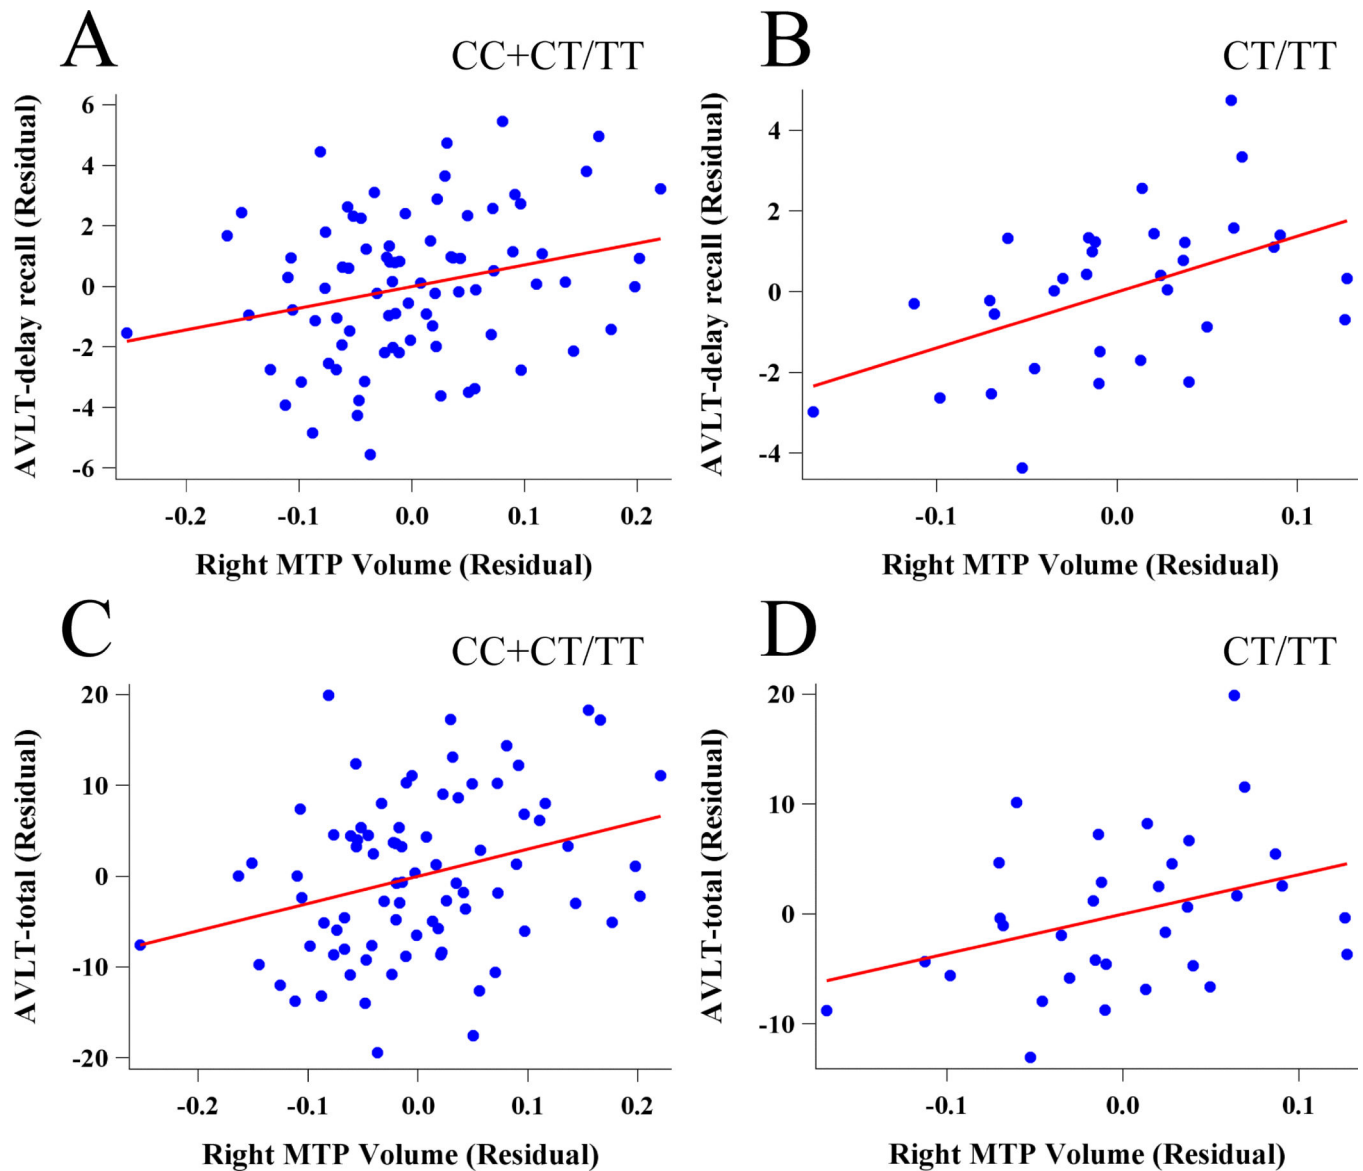 A
CC+CT/TT
AVLT-delay recall (Residual)
6
4
2
0
-2
-4
-6
-0.2
-0.1
0.0
0.1
0.2
Right MTP Volume (Residual)
B
CT/TT
AVLT-delay recall (Residual)
4
2
0
-2
-4
-0.1
0.0
0.1
Right MTP Volume (Residual)
C
CC+CT/TT
AVLT-total (Residual)
20
10
0
-10
-20
-0.2
-0.1
0.0
0.1
0.2
Right MTP Volume (Residual)
D
CT/TT
AVLT-total (Residual)
20
10
0
-10
-0.1
0.0
0.1
Right MTP Volume (Residual)